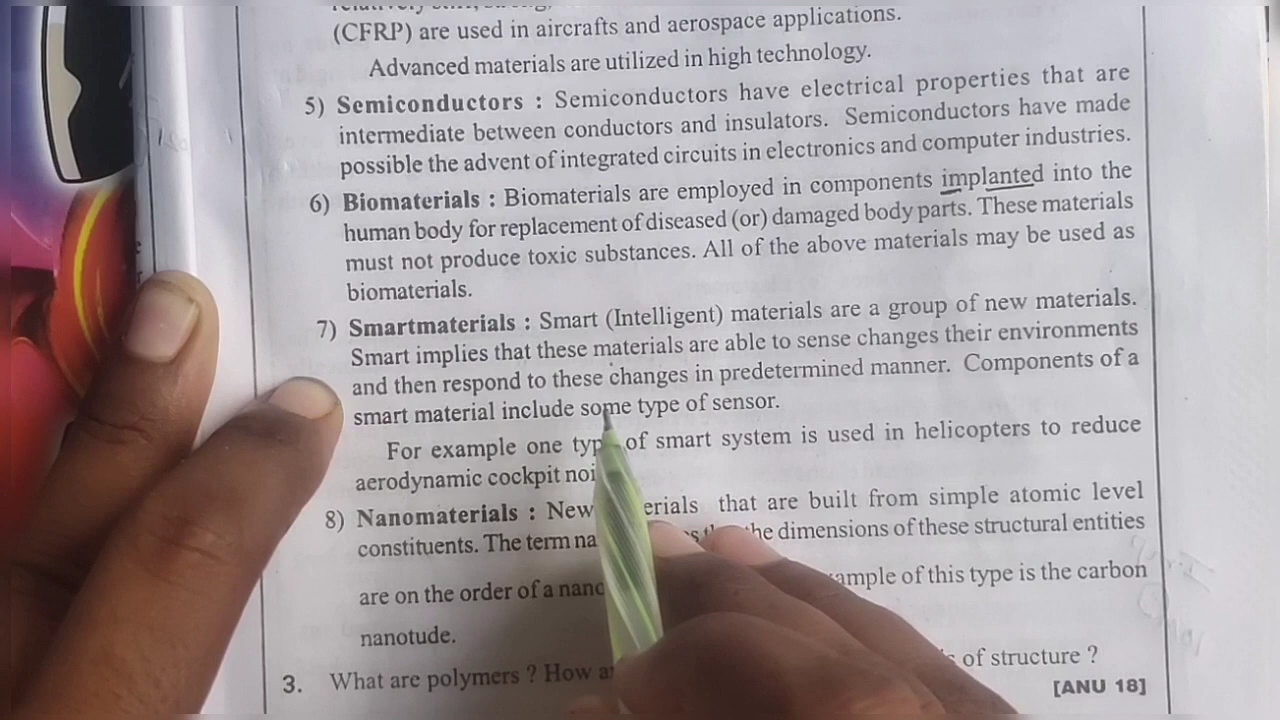 (CFRP) are used in aircrafts and aerospace applications.
Advanced materials are utilized in high technology.
5) Semiconductors : Semiconductors have electrical properties that are
intermediate between conductors and insulators. Semiconductors have made
possible the advent of integrated circuits in electronics and computer industries.
6) Biomaterials : Biomaterials are employed in components implanted into the
human body for replacement of diseased (or) damaged body parts. These materials
must not produce toxic substances. All of the above materials may be used as
biomaterials.
7) Smartmaterials : Smart (Intelligent) materials are a group of new materials.
Smart implies that these materials are able to sense changes their environments
and then respond to these changes in predetermined manner. Components of a
smart material include some type of sensor.
For example one of smart system is used in helicopters to reduce
aerodynamic cockpit
8) Nanomaterials : New that are built from simple atomic level
constituents. The term the dimensions of these structural entities
are on the order of a of this type is the carbon
nanotude.
3. What are polymers ? How of structure ?
[ANU 18]